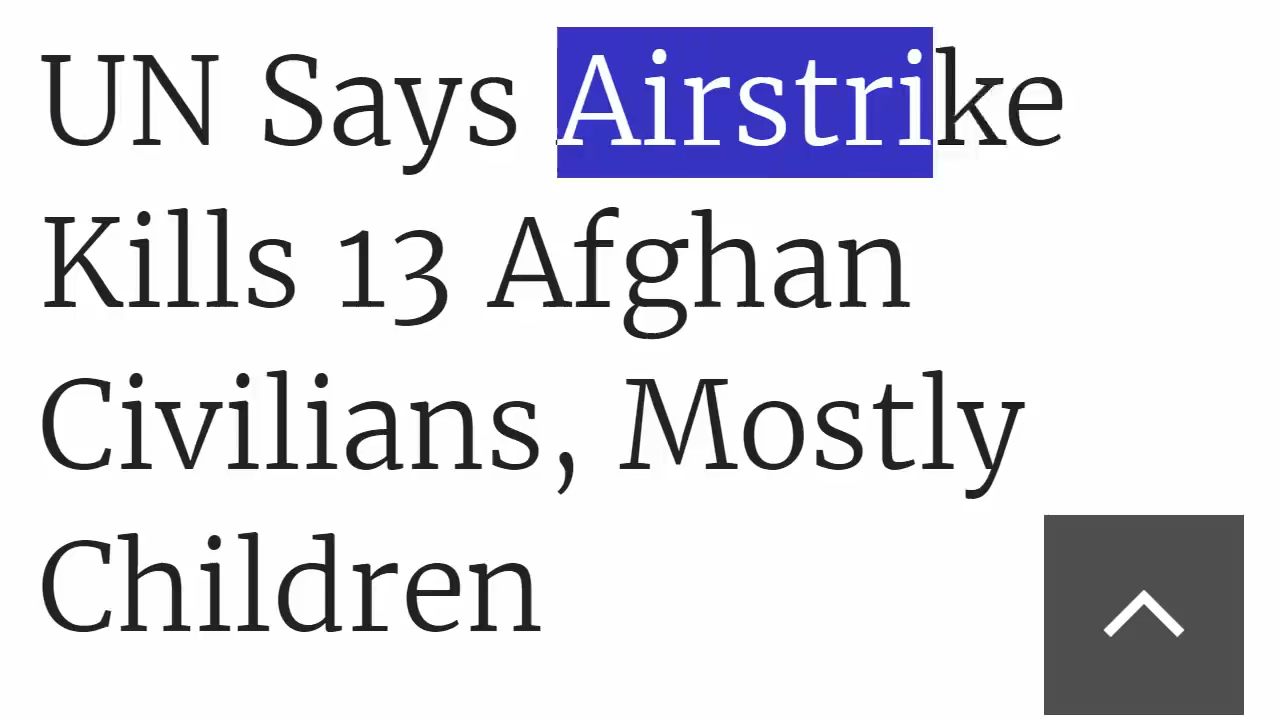 UN Says Airstrike
Kills 13 Afghan
Civilians, Mostly
Children